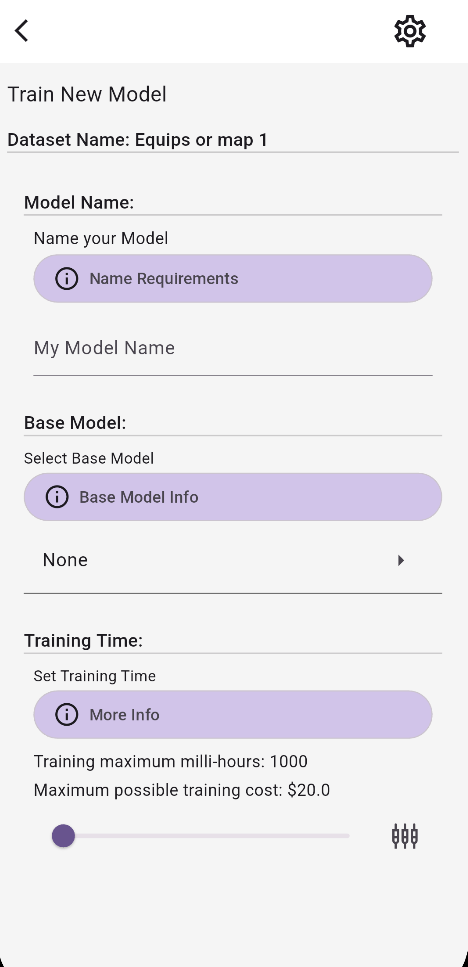 Train New Model
Dataset Name: Equips or map 1
Model Name:
Name your Model
Name Requirements
My Model Name
Base Model:
Select Base Model
Base Model Info
None
Training Time:
Set Training Time
More Info
Training maximum milli-hours: 1000
Maximum possible training cost: $20.0